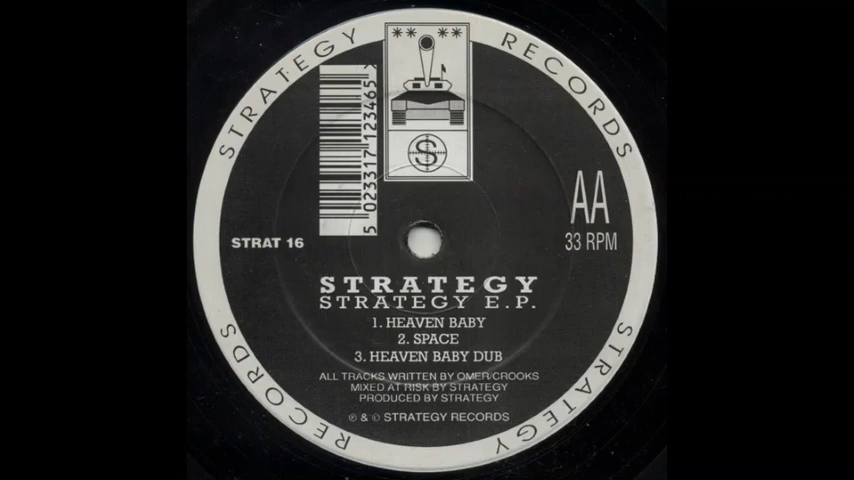 STRATEGY RECORDS
S
5 023317 123465
STRAT 16
AA
33 RPM
STRATEGY
STRATEGY E.P.
1. HEAVEN BABY
2. SPACE
3. HEAVEN BABY DUB
ALL TRACKS WRITTEN BY OMER/CROOKS
MIXED AT RISK BY STRATEGY
PRODUCED BY STRATEGY
℗ & © STRATEGY RECORDS
STRATEGY RECORDS